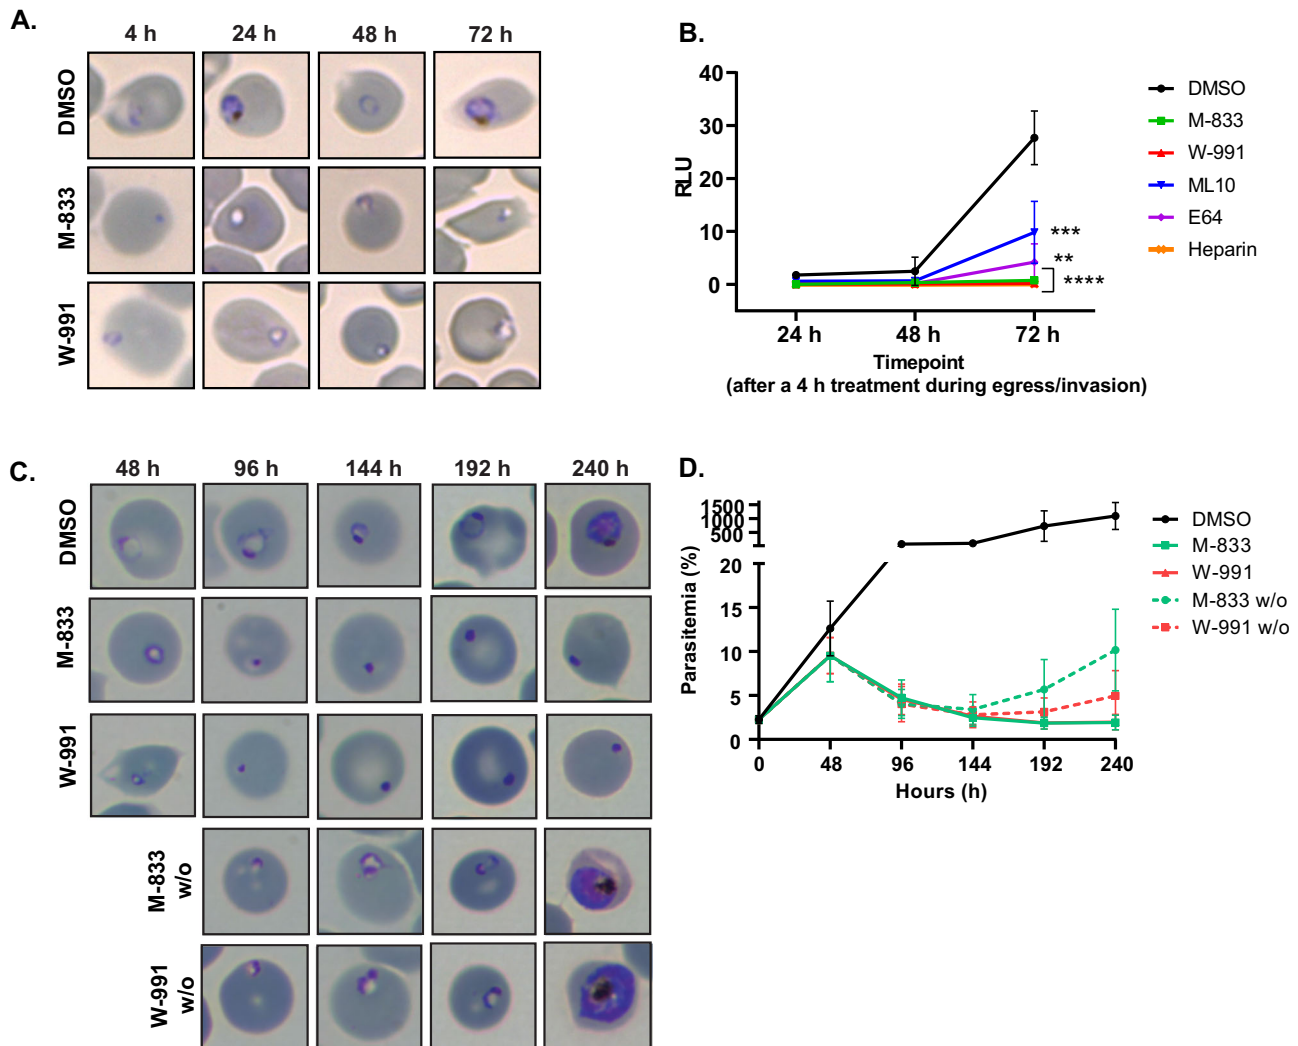 A.
4 h 24 h 48 h 72 h
DMSO
M-833
W-991
B.
40
30
20
10
0
RLU
24 h 48 h 72 h
Timepoint
(after a 4 h treatment during egress/invasion)
***
**
****
DMSO
M-833
W-991
ML10
E64
Heparin
C.
48 h 96 h 144 h 192 h 240 h
DMSO
M-833
W-991
M-833
w/o
W-991
w/o
D.
1500
1000
500
20
15
10
5
0
Parasitemia (%)
0 48 96 144 192 240
Hours (h)
DMSO
M-833
W-991
M-833 w/o
W-991 w/o